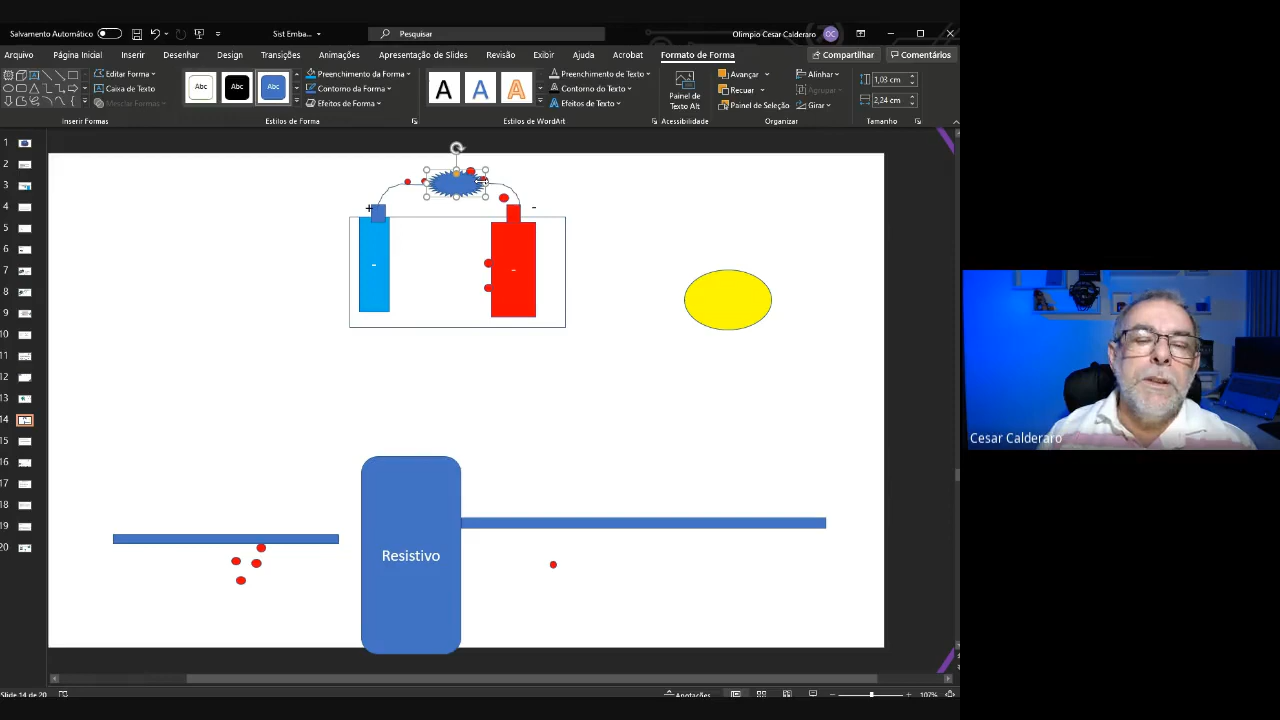 Salvamento Automático
Sist Emba...
Pesquisar
Olimpio Cesar Calderaro
OC
Arquivo
Página Inicial
Inserir
Desenhar
Design
Transições
Animações
Apresentação de Slides
Revisão
Exibir
Ajuda
Acrobat
Formato de Forma
Compartilhar
Comentários
Editar Forma
Caixa de Texto
Mesclar Formas
Inserir Formas
Abc
Abc
Abc
Preenchimento da Forma
Contorno da Forma
Efeitos de Forma
Estilos de Forma
A
A
A
Preenchimento de Texto
Contorno do Texto
Efeitos de Texto
Estilos de WordArt
Painel de
Texto Alt
Acessibilidade
Avançar
Recuar
Painel de Seleção
Alinhar
Agrupar
Girar
Organizar
1,03 cm
2,24 cm
Tamanho
1
2
3
4
5
6
7
8
9
10
11
12
13
14
15
16
17
18
19
20
+
-
-
-
Resistivo
Cesar Calderaro
Slide 14 de 20
Anotações
107%